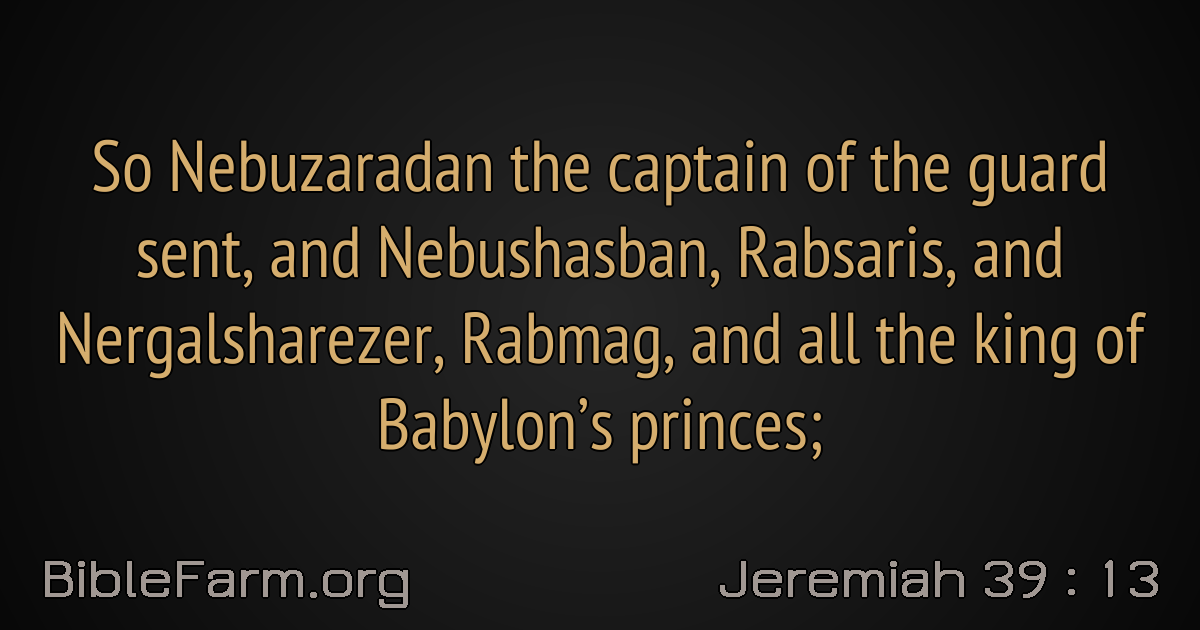 So Nebuzaradan the captain of the guard
sent, and Nebushasban, Rabsaris, and
Nergalsharezer, Rabmag, and all the king of
Babylon’s princes;
BibleFarm.org
Jeremiah 39 : 13